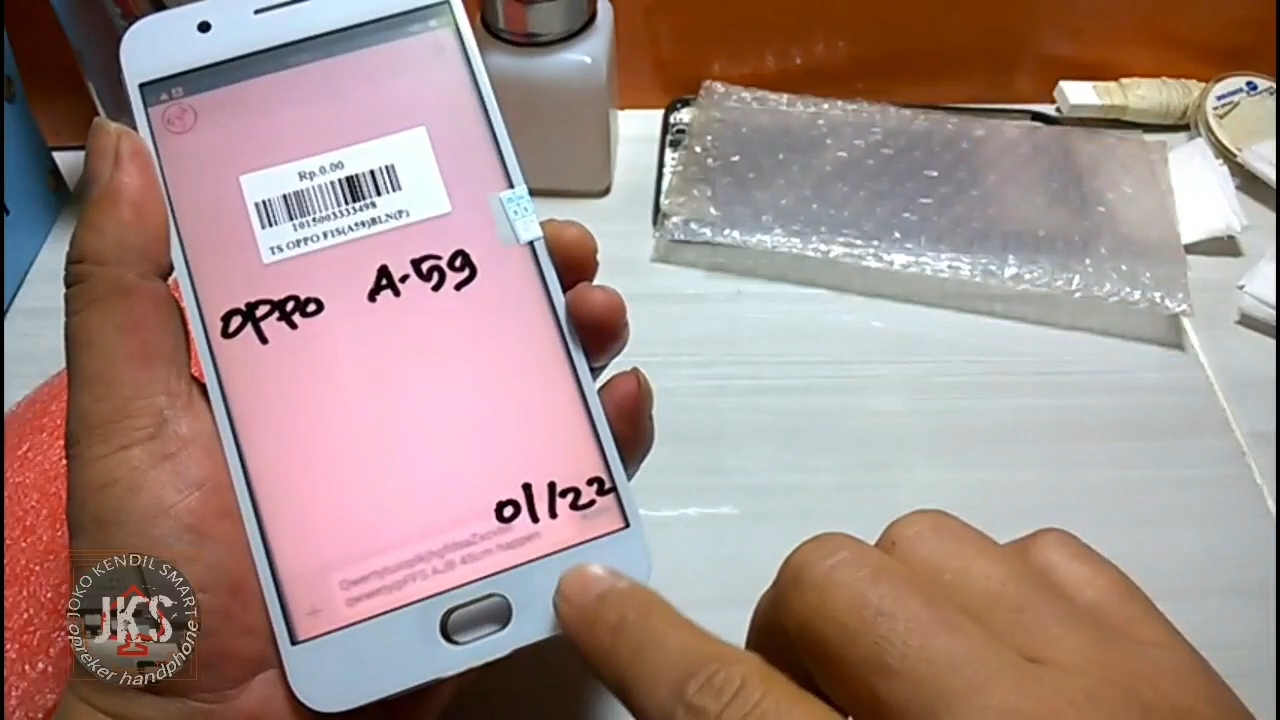 Rp.0.00
1015003333498
TS OPPO F1S(A59)BLN(P)
OPPO A-59
01/22
JOKO KENDIL SMART
JKS
opreker handphone